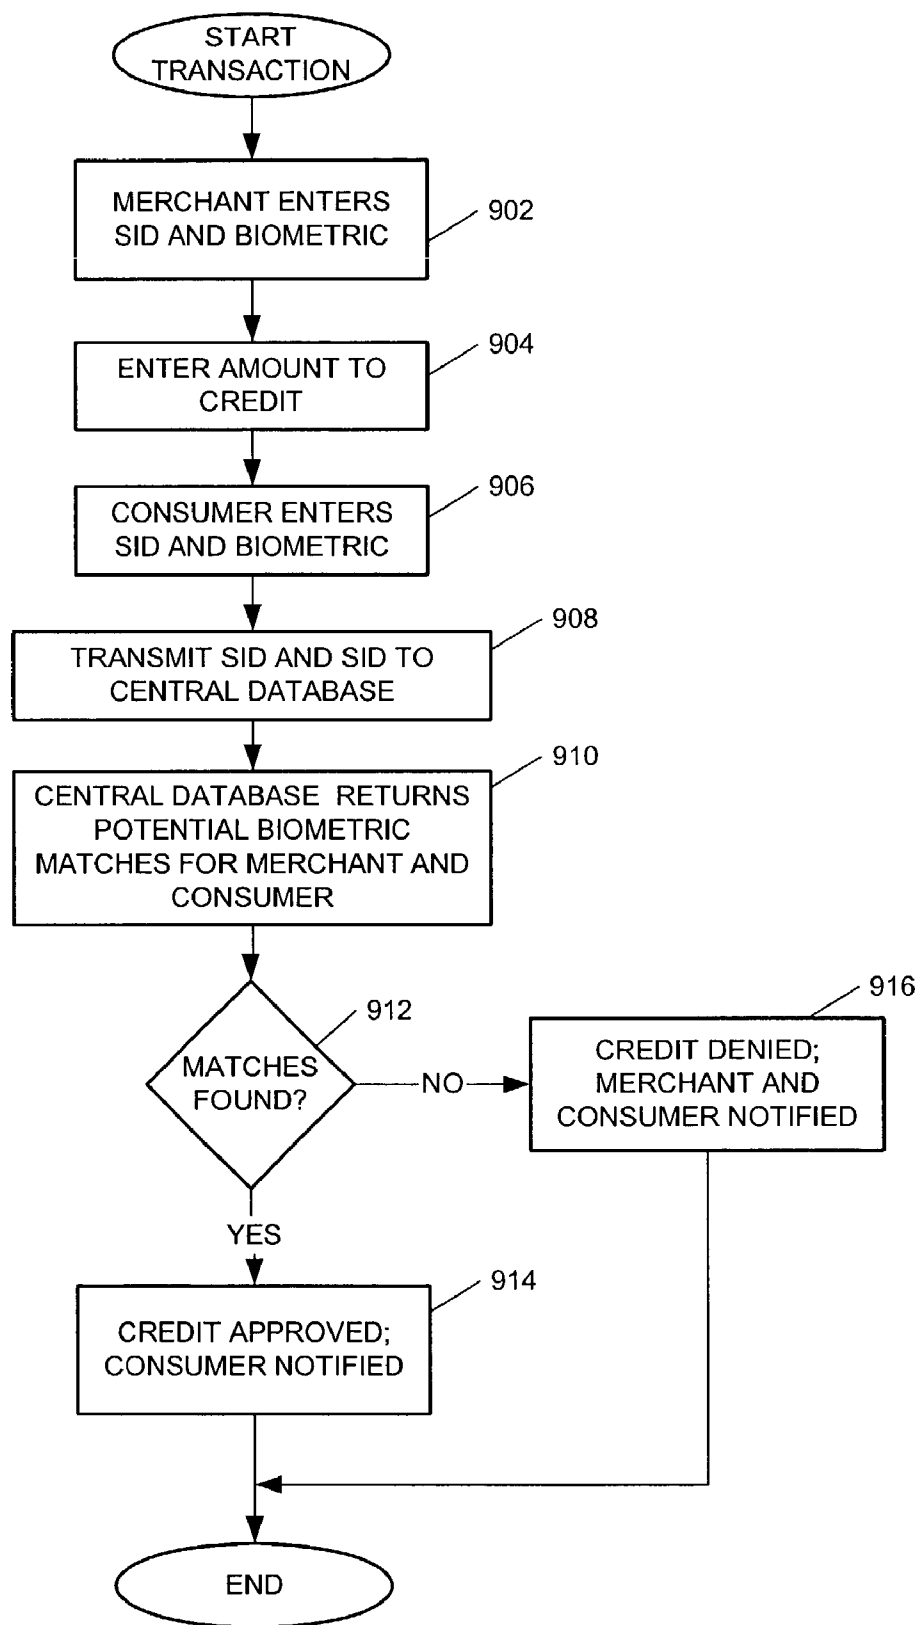 START
TRANSACTION
MERCHANT ENTERS
SID AND BIOMETRIC
902
ENTER AMOUNT TO
CREDIT
904
CONSUMER ENTERS
SID AND BIOMETRIC
906
TRANSMIT SID AND SID TO
CENTRAL DATABASE
908
CENTRAL DATABASE RETURNS
POTENTIAL BIOMETRIC
MATCHES FOR MERCHANT AND
CONSUMER
910
MATCHES
FOUND?
912
NO
CREDIT DENIED;
MERCHANT AND
CONSUMER NOTIFIED
916
YES
CREDIT APPROVED;
CONSUMER NOTIFIED
914
END